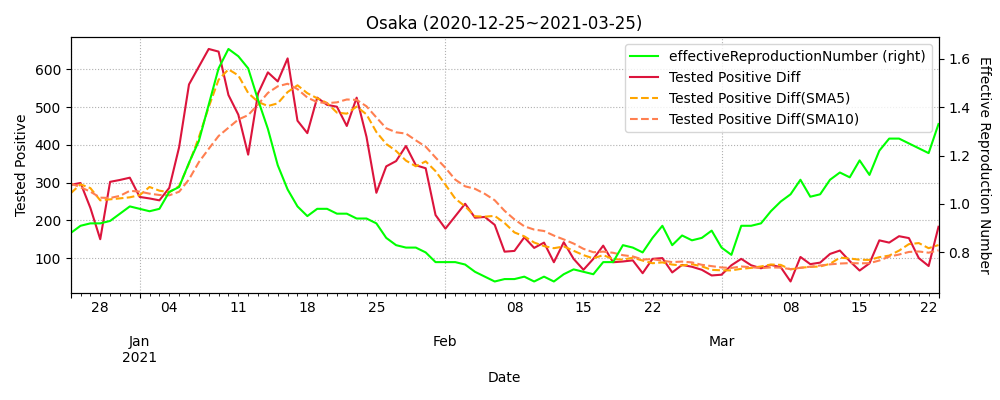 Osaka (2020-12-25~2021-03-25)
effectiveReproductionNumber (right)
Tested Positive Diff
Tested Positive Diff(SMA5)
Tested Positive Diff(SMA10)
Tested Positive
600
500
400
300
200
100
1.6
1.4
1.2
1.0
0.8
Effective Reproduction Number
28 04 11 18 25 08 15 22 08 15 22
Jan Feb Mar
2021
Date